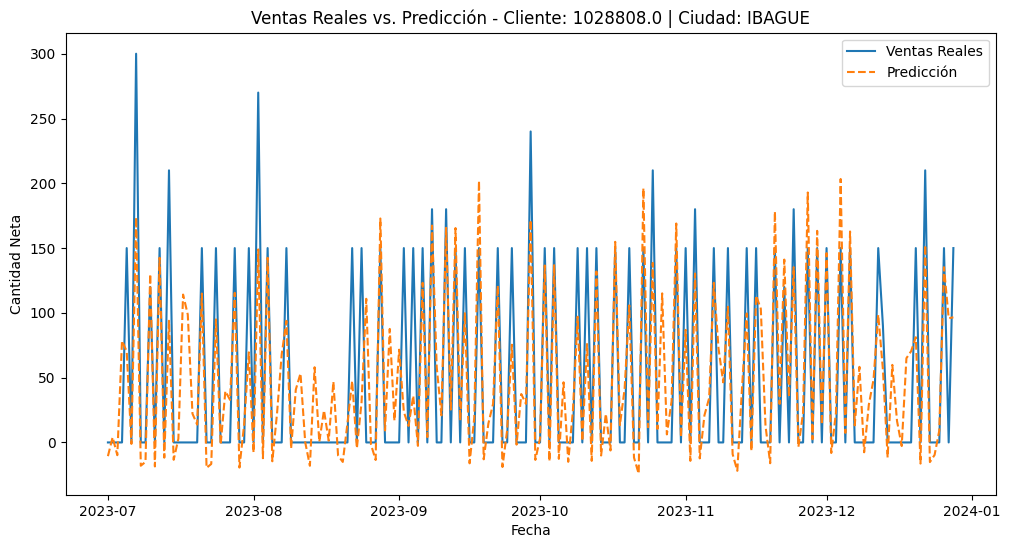 Ventas Reales vs. Predicción - Cliente: 1028808.0 | Ciudad: IBAGUE
Ventas Reales
Predicción
Cantidad Neta
300
250
200
150
100
50
0
2023-07
2023-08
2023-09
2023-10
2023-11
2023-12
2024-01
Fecha